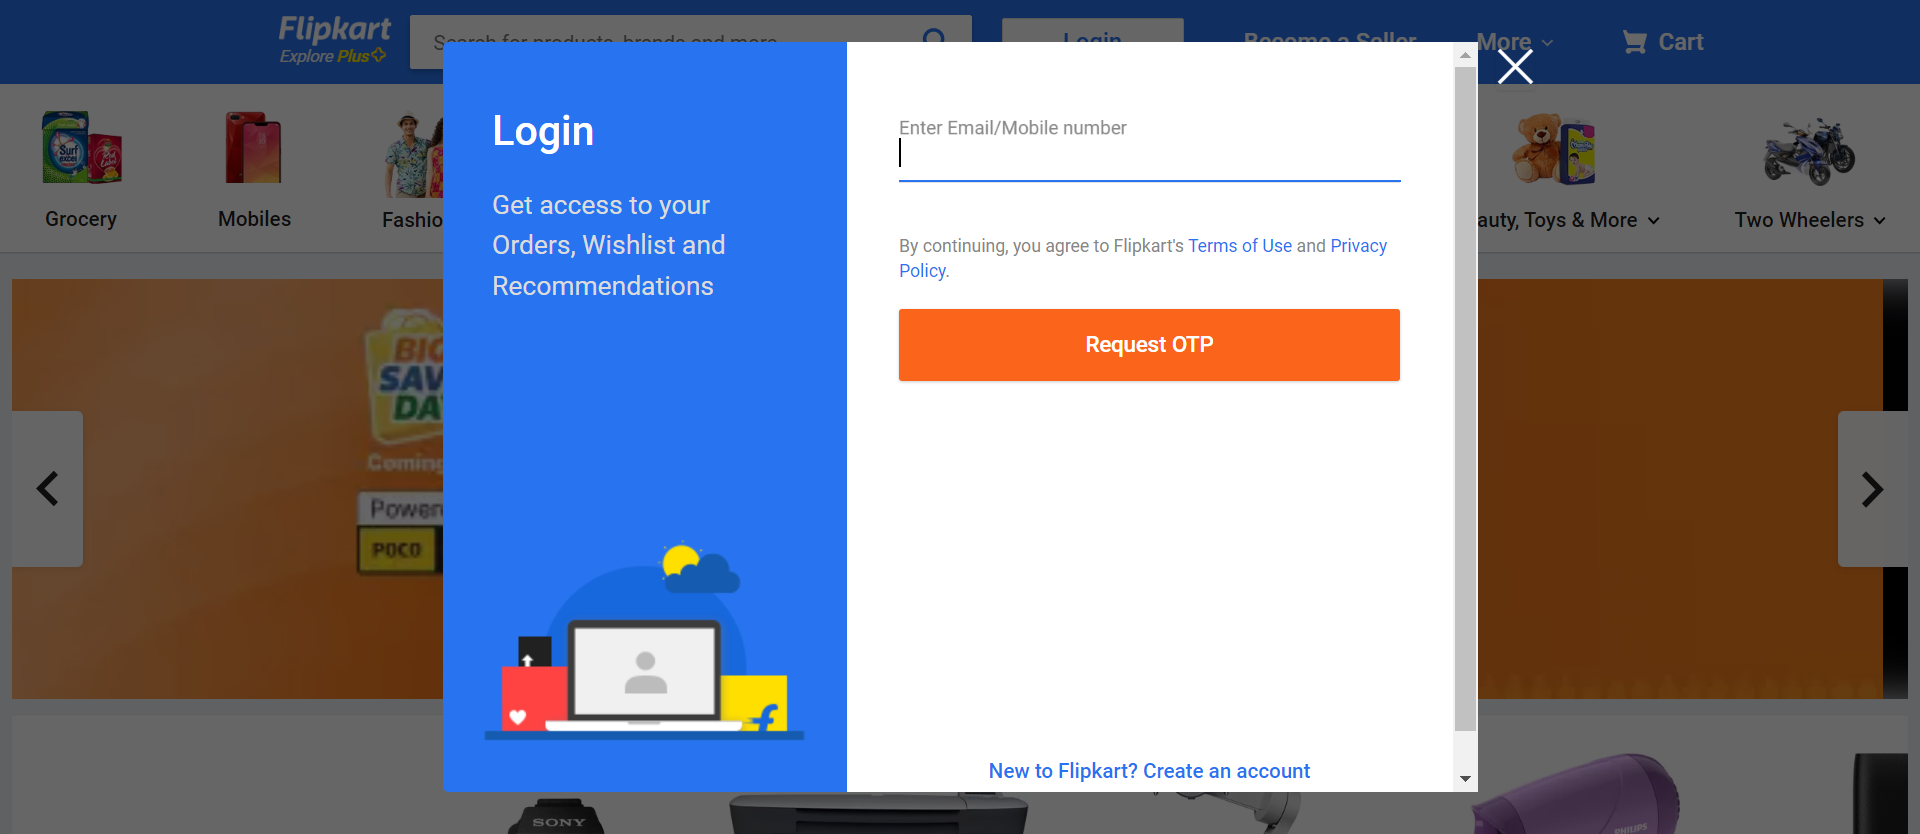 Flipkart
Explore Plus
Search for products, brands and more
Login
Become a Seller
More
Cart
Surf excel
Grocery
Mobiles
Fashio
auty, Toys & More
Two Wheelers
Login
Get access to your
Orders, Wishlist and
Recommendations
Enter Email/Mobile number
By continuing, you agree to Flipkart's Terms of Use and Privacy
Policy.
Request OTP
New to Flipkart? Create an account
BIG
SAV
DA
Coming
Power
POCO
SONY
PHILIPS